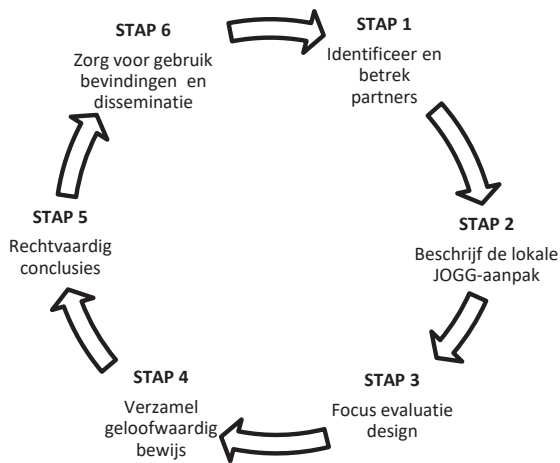 STAP 1
Identificeer en
betrek
partners
STAP 2
Beschrijf de lokale
JOGG-aanpak
STAP 3
Focus evaluatie
design
STAP 4
Verzamel
geloofwaardig
bewijs
STAP 5
Rechtvaardig
conclusies
STAP 6
Zorg voor gebruik
bevindingen en
disseminatie